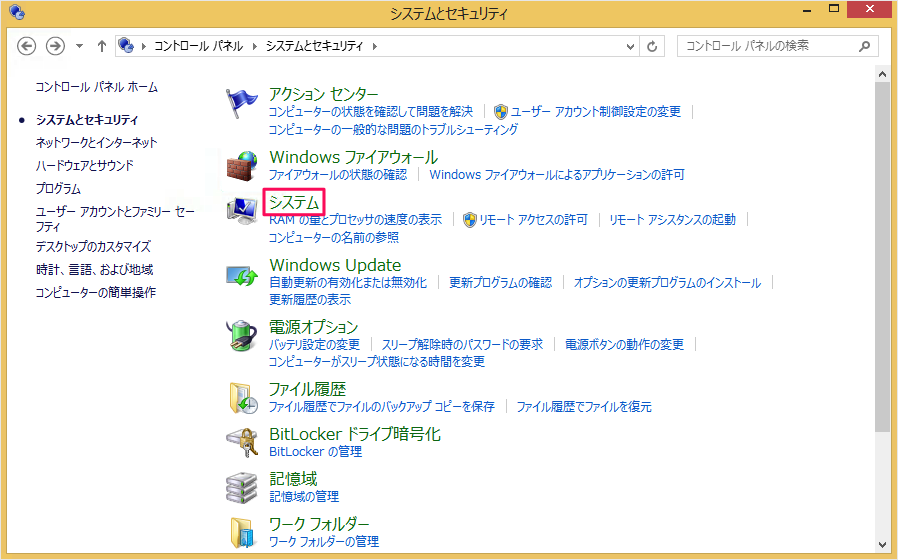 システムとセキュリティ
コントロール パネル システムとセキュリティ
コントロール パネルの検索
コントロール パネル ホーム
システムとセキュリティ
ネットワークとインターネット
ハードウェアとサウンド
プログラム
ユーザー アカウントとファミリー セー
フティ
デスクトップのカスタマイズ
時計、言語、および地域
コンピューターの簡単操作
アクション センター
コンピューターの状態を確認して問題を解決 ユーザー アカウント制御設定の変更
コンピューターの一般的な問題のトラブルシューティング
Windows ファイアウォール
ファイアウォールの状態の確認 Windows ファイアウォールによるアプリケーションの許可
システム
RAM の量とプロセッサの速度の表示 リモート アクセスの許可 リモート アシスタンスの起動
コンピューターの名前の参照
Windows Update
自動更新の有効化または無効化 更新プログラムの確認 オプションの更新プログラムのインストール
更新履歴の表示
電源オプション
バッテリ設定の変更 スリープ解除時のパスワードの要求 電源ボタンの動作の変更
コンピューターがスリープ状態になる時間を変更
ファイル履歴
ファイル履歴でファイルのバックアップ コピーを保存 ファイル履歴でファイルを復元
BitLocker ドライブ暗号化
BitLocker の管理
記憶域
記憶域の管理
ワーク フォルダー
ワーク フォルダーの管理